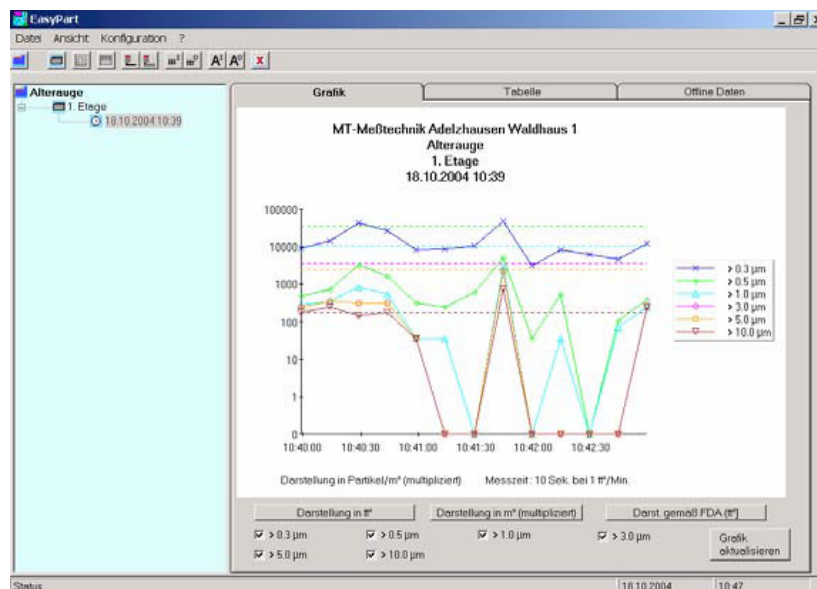 EasyPart
Datei Ansicht Konfiguration ?
Alterauge
1. Etage
18.10.2004 10:39
Grafik
Tabelle
Offline Daten
MT-Meßtechnik Adelzhausen Waldhaus 1
Alterauge
1. Etage
18.10.2004 10:39
100000
10000
1000
100
10
1
0
10:40:00 10:40:30 10:41:00 10:41:30 10:42:00 10:42:30
> 0.3 µm
> 0.5 µm
> 1.0 µm
> 3.0 µm
> 5.0 µm
> 10.0 µm
Darstellung in Partikel/m³ (multipliziert) Messzeit: 10 Sek. bei 1 ft³/Min.
Darstellung in ft³
Darstellung in m³ (multipliziert)
Darst. gemäß FDA (ft³)
> 0.3 µm > 0.5 µm > 1.0 µm > 3.0 µm
> 5.0 µm > 10.0 µm
Grafik
aktualisieren
Status
18.10.2004
10:47